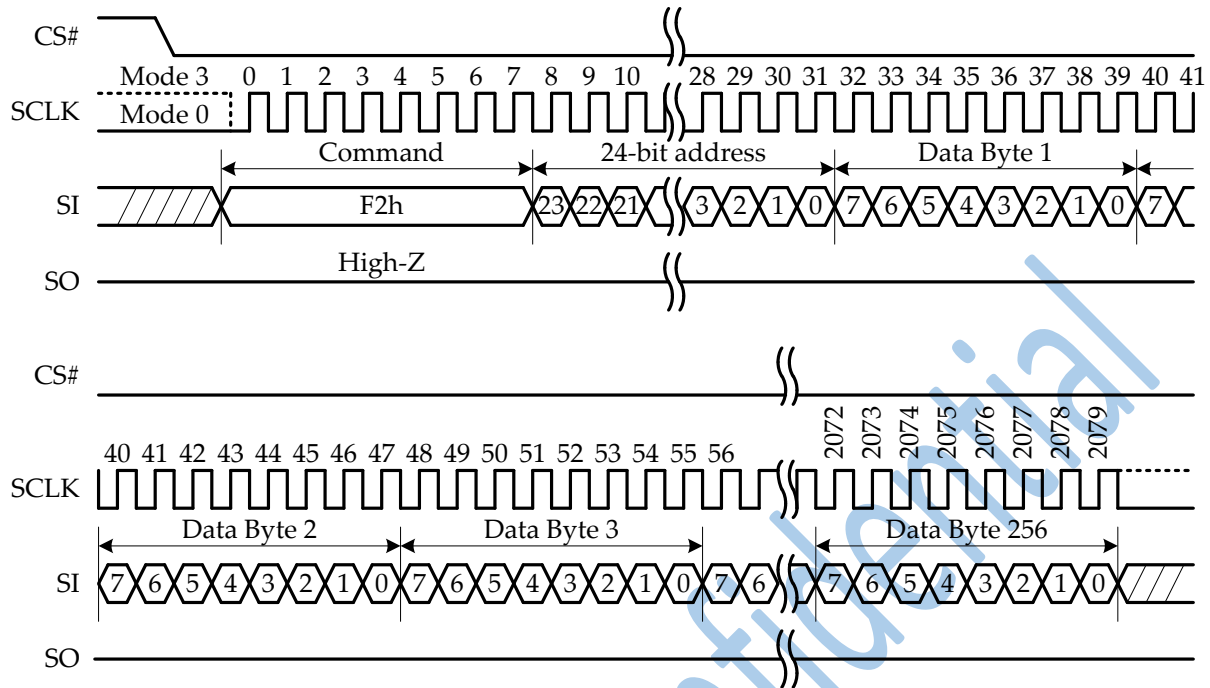 CS#
Mode 3 0 1 2 3 4 5 6 7 8 9 10 28 29 30 31 32 33 34 35 36 37 38 39 40 41
SCLK Mode 0
Command 24-bit address Data Byte 1
SI F2h 23 22 21 3 2 1 0 7 6 5 4 3 2 1 0 7
High-Z
SO
CS#
2072 2073 2074 2075 2076 2077 2078 2079
40 41 42 43 44 45 46 47 48 49 50 51 52 53 54 55 56
SCLK
Data Byte 2 Data Byte 3 Data Byte 256
SI 7 6 5 4 3 2 1 0 7 6 5 4 3 2 1 0 7 6 7 6 5 4 3 2 1 0
SO
nfidential